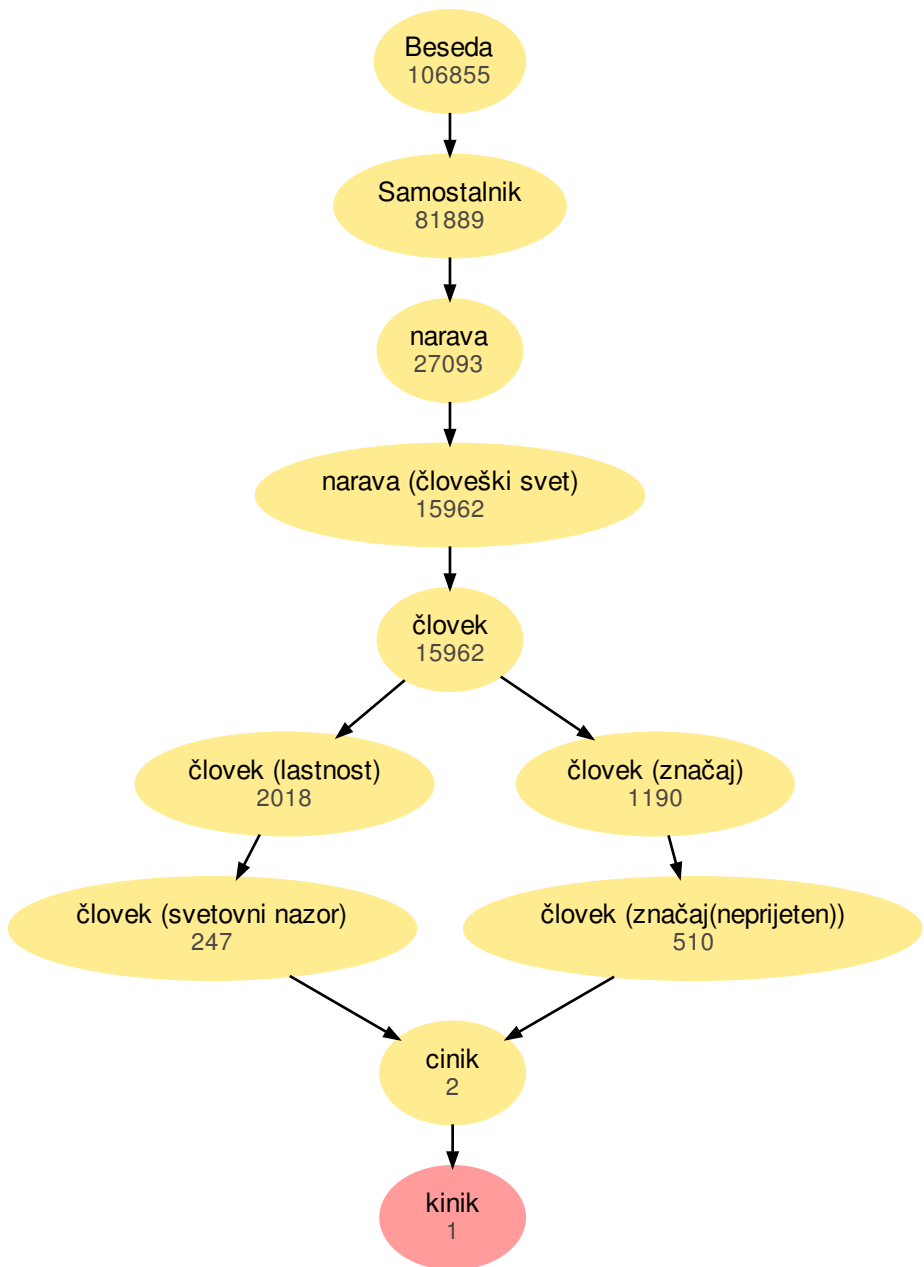 Beseda
106855
Samostalnik
81889
narava
27093
narava (človeški svet)
15962
človek
15962
človek (lastnost)
2018
človek (značaj)
1190
človek (svetovni nazor)
247
človek (značaj(neprijeten))
510
cinik
2
kinik
1